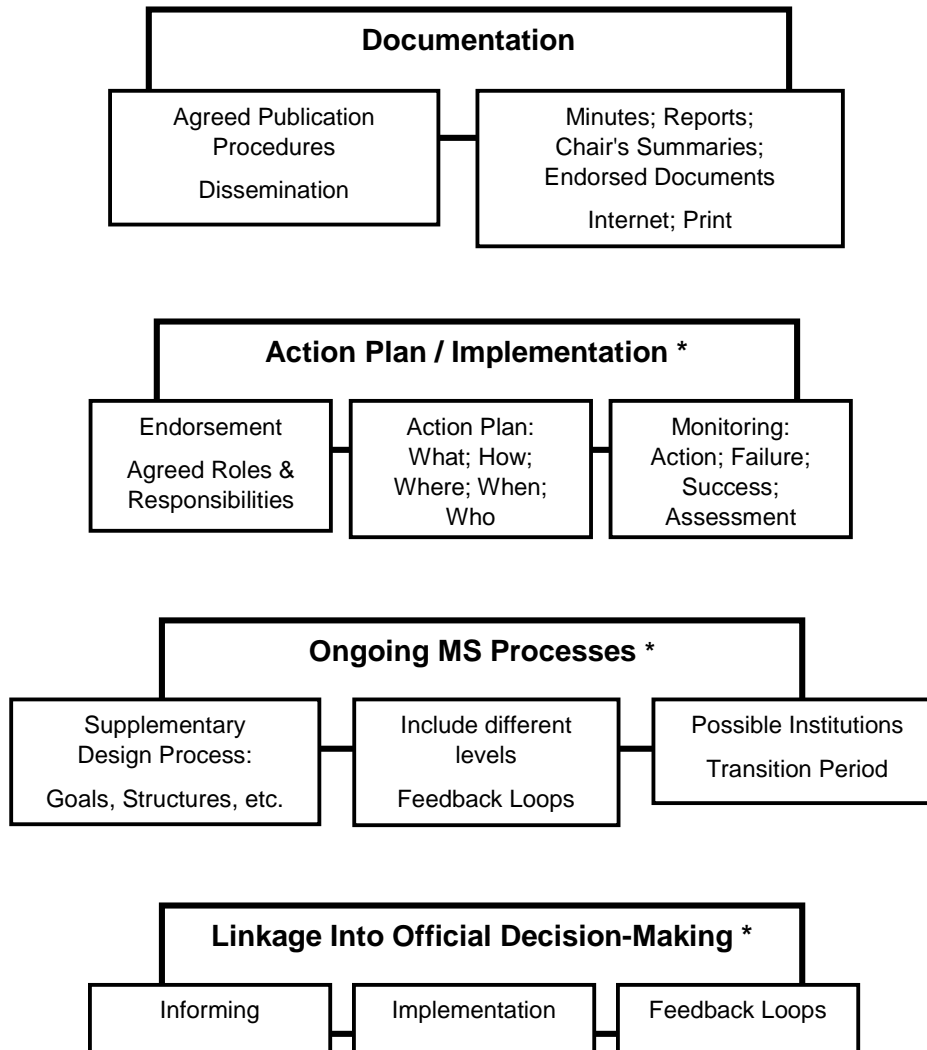 Documentation
Agreed Publication
Procedures
Dissemination
Minutes; Reports;
Chair's Summaries;
Endorsed Documents
Internet; Print
Action Plan / Implementation *
Endorsement
Agreed Roles &
Responsibilities
Action Plan:
What; How;
Where; When;
Who
Monitoring:
Action; Failure;
Success;
Assessment
Ongoing MS Processes *
Supplementary
Design Process:
Goals, Structures, etc.
Include different
levels
Feedback Loops
Possible Institutions
Transition Period
Linkage Into Official Decision-Making *
Informing
Implementation
Feedback Loops